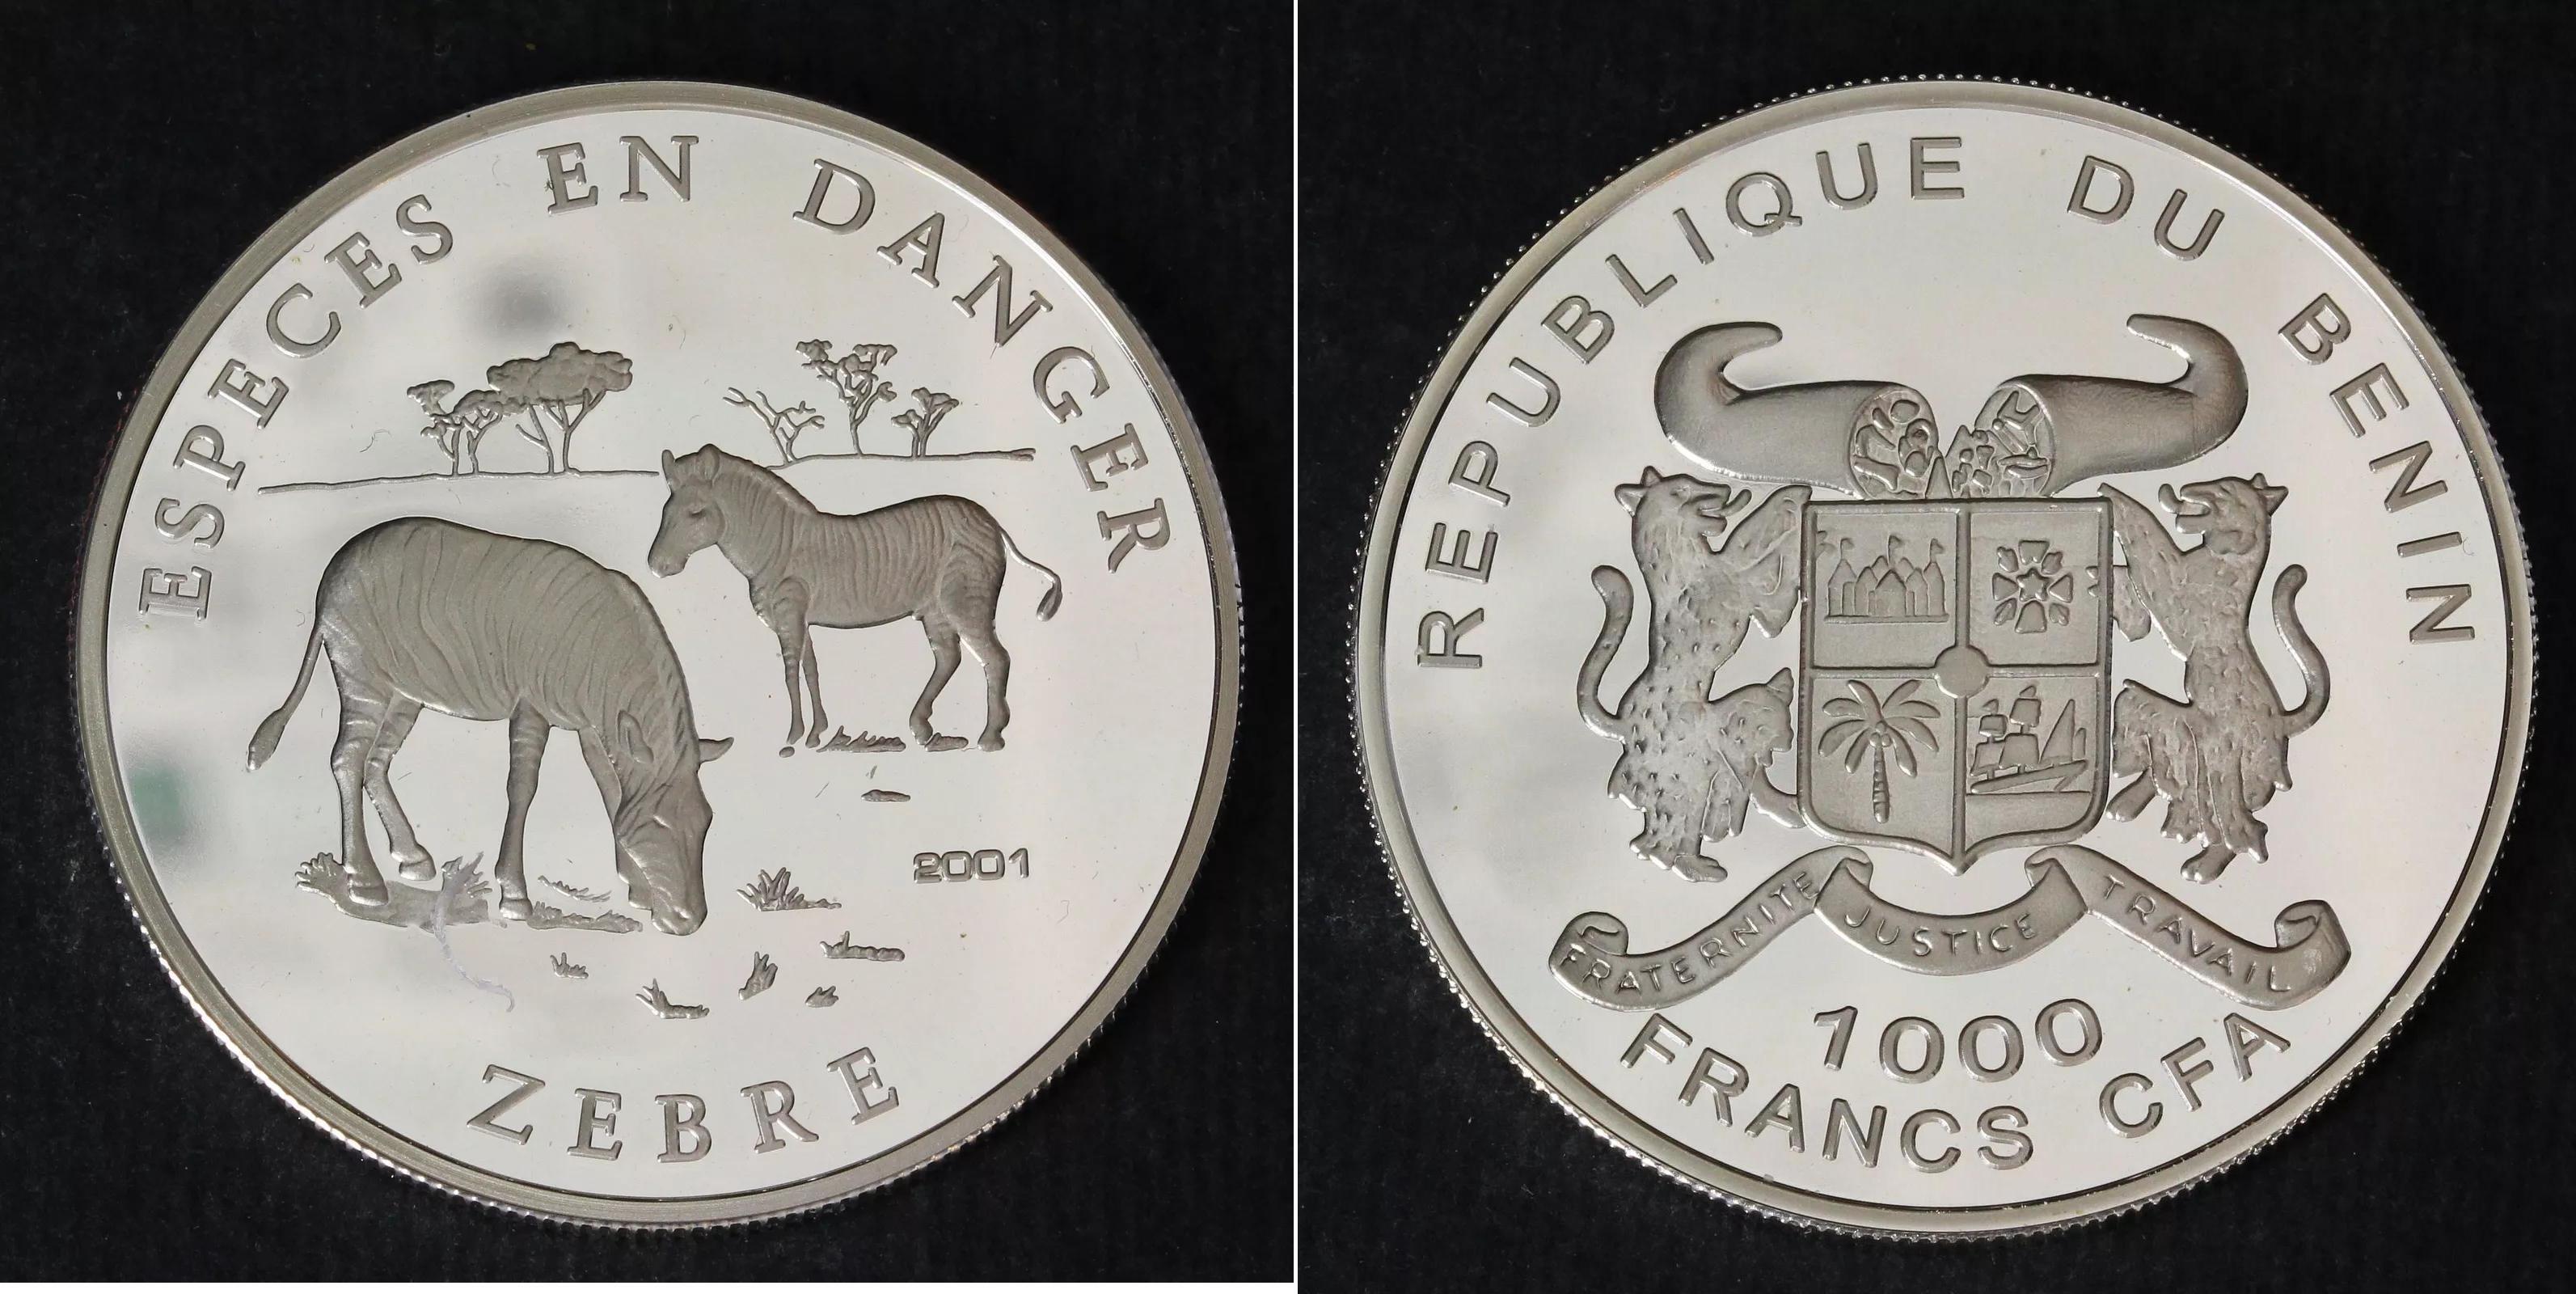 ESPECES EN DANGER
2001
ZEBRE
REPUBLIQUE DU BENIN
FRATERNITE JUSTICE TRAVAIL
1000
FRANCS CFA